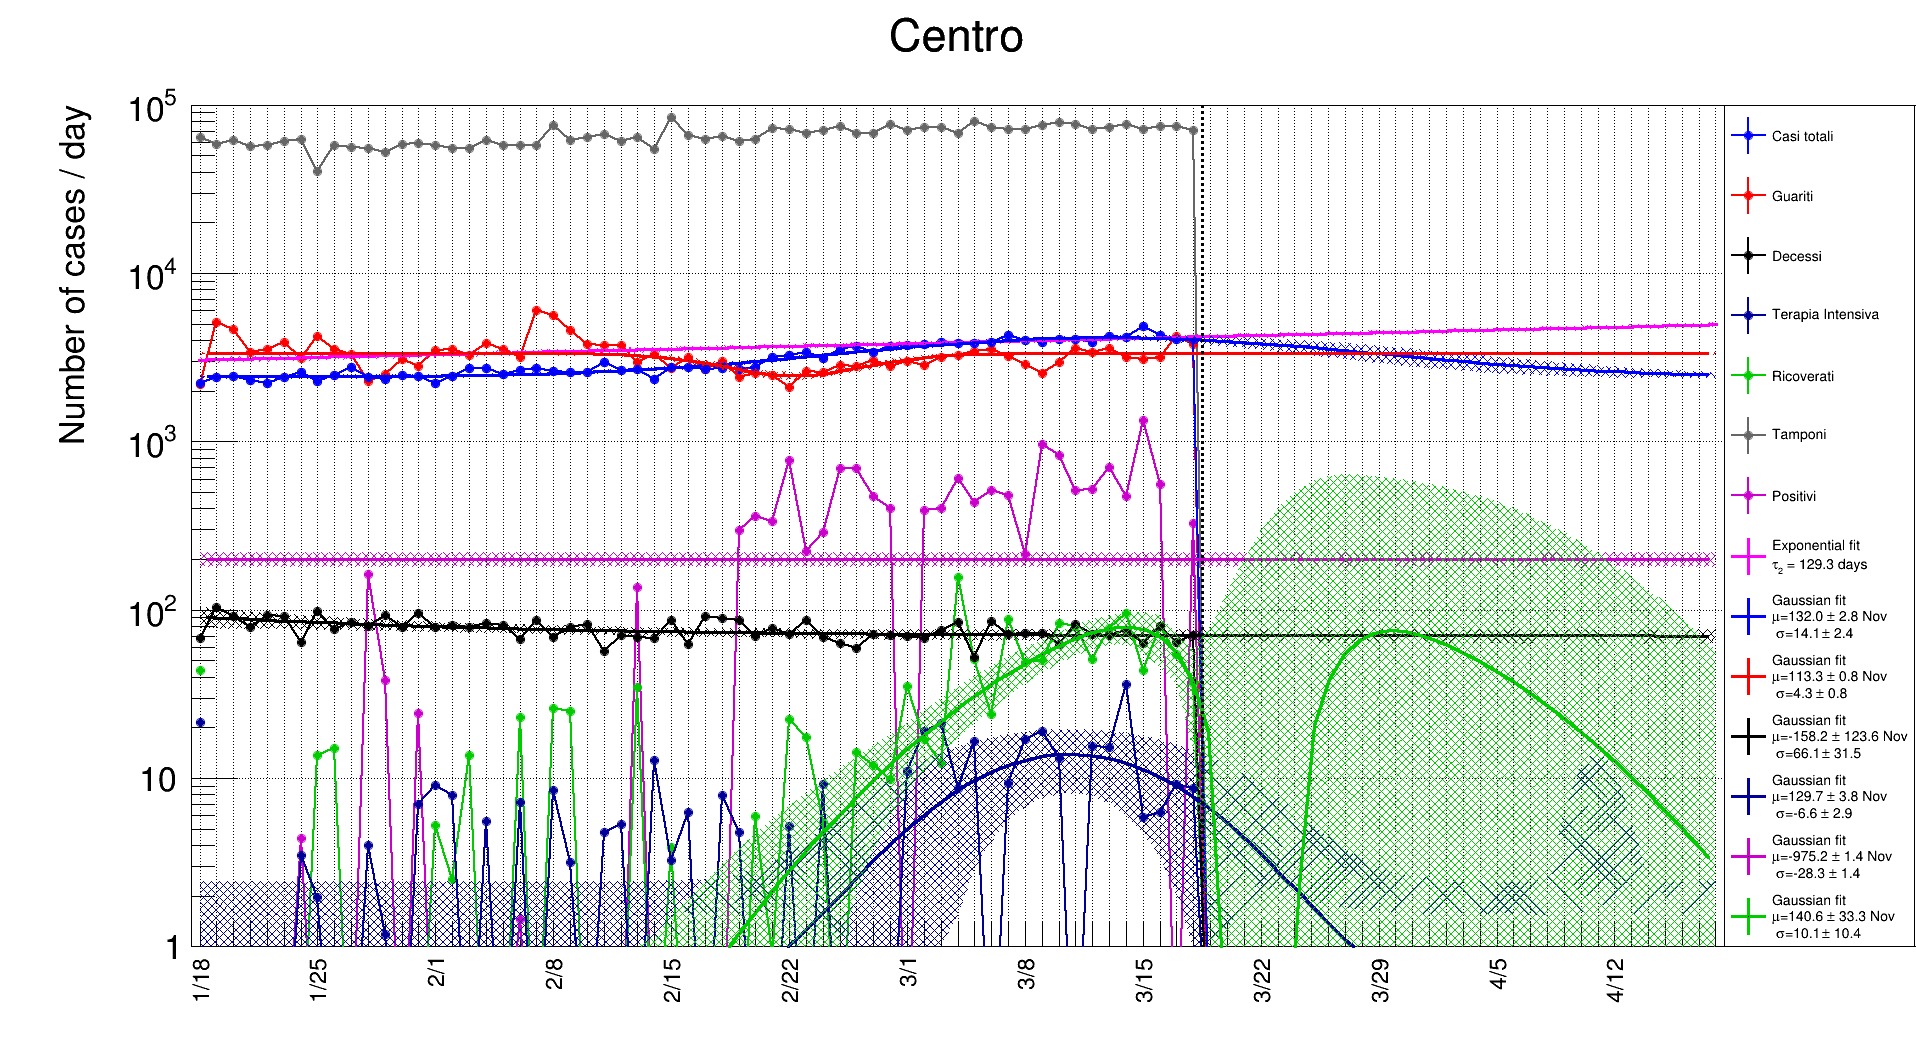 Centro
Number of cases / day
10^5
10^4
10^3
10^2
10
1
1/18
1/25
2/1
2/8
2/15
2/22
3/1
3/8
3/15
3/22
3/29
4/5
4/12
Casi totali
Guariti
Decessi
Terapia Intensiva
Ricoverati
Tamponi
Positivi
Exponential fit
τ₂ = 129.3 days
Gaussian fit
μ=132.0 ± 2.8 Nov
σ=14.1 ± 2.4
Gaussian fit
μ=113.3 ± 0.8 Nov
σ=4.3 ± 0.8
Gaussian fit
μ=-158.2 ± 123.6 Nov
σ=66.1 ± 31.5
Gaussian fit
μ=129.7 ± 3.8 Nov
σ=-6.6 ± 2.9
Gaussian fit
μ=-975.2 ± 1.4 Nov
σ=-28.3 ± 1.4
Gaussian fit
μ=140.6 ± 33.3 Nov
σ=10.1 ± 10.4